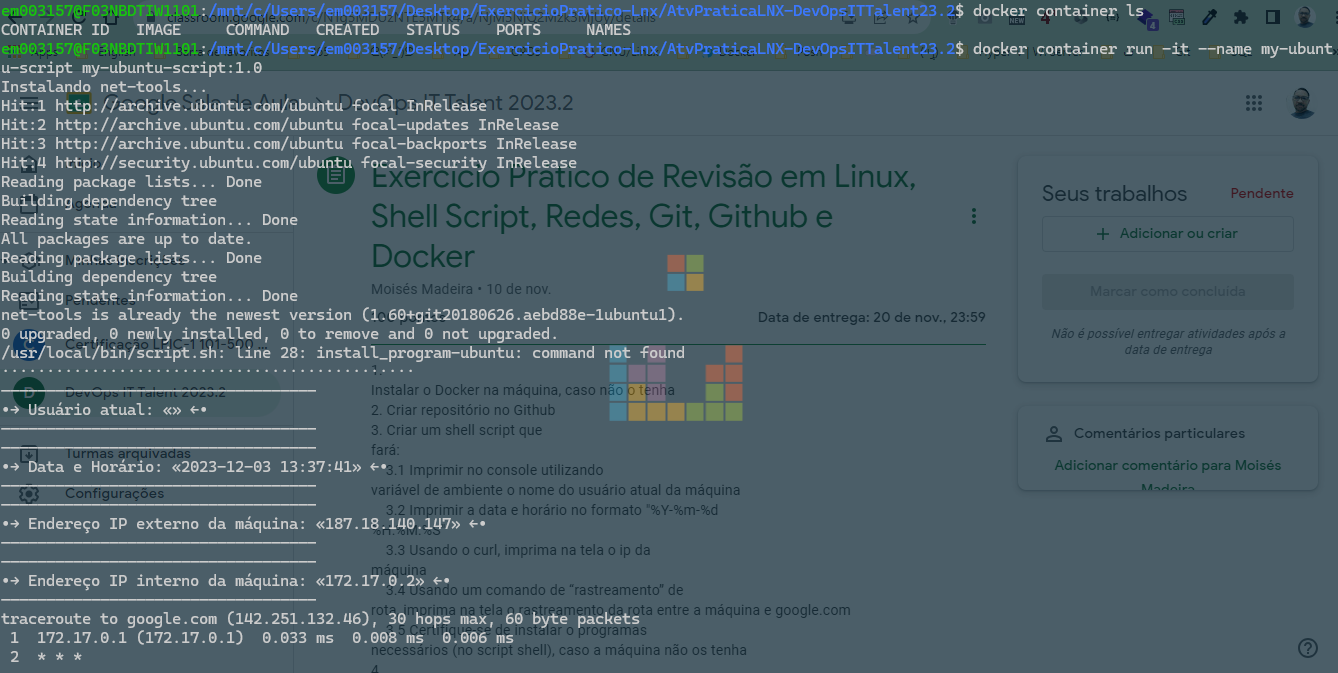 em003157@F03NBDTIW1101:/mnt/c/Users/em003157/Desktop/ExercicioPratico-Lnx/AtvPraticaLNX-DevOpsITTalent23.2$ docker container ls
CONTAINER ID   IMAGE     COMMAND   CREATED   STATUS    PORTS     NAMES
em003157@F03NBDTIW1101:/mnt/c/Users/em003157/Desktop/ExercicioPratico-Lnx/AtvPraticaLNX-DevOpsITTalent23.2$ docker container run -it --name my-ubunt
u-script my-ubuntu-script:1.0
Instalando net-tools...
Hit:1 http://archive.ubuntu.com/ubuntu focal InRelease
Hit:2 http://archive.ubuntu.com/ubuntu focal-updates InRelease
Hit:3 http://archive.ubuntu.com/ubuntu focal-backports InRelease
Hit:4 http://security.ubuntu.com/ubuntu focal-security InRelease
Reading package lists... Done
Building dependency tree
Reading state information... Done
All packages are up to date.
Reading package lists... Done
Building dependency tree
Reading state information... Done
net-tools is already the newest version (1.60+git20180626.aebd88e-1ubuntu1).
0 upgraded, 0 newly installed, 0 to remove and 0 not upgraded.
/usr/local/bin/script.sh: line 28: install_program-ubuntu: command not found
..............................................
•→ Usuário atual: «» ←•
•→ Data e Horário: «2023-12-03 13:37:41» ←•
•→ Endereço IP externo da máquina: «187.18.140.147» ←•
•→ Endereço IP interno da máquina: «172.17.0.2» ←•
traceroute to google.com (142.251.132.46), 30 hops max, 60 byte packets
 1  172.17.0.1 (172.17.0.1)  0.033 ms  0.008 ms  0.006 ms
 2  * * *
Google Sala de Aula
DevOps IT Talent 2023.2
Exercício Prático de Revisão em Linux,
Shell Script, Redes, Git, Github e
Docker
Moisés Madeira • 10 de nov.
Data de entrega: 20 de nov., 23:59
Instalar o Docker na máquina, caso não o tenha
2. Criar repositório no Github
3. Criar um shell script que
fará:
3.1 Imprimir no console utilizando
variável de ambiente o nome do usuário atual da máquina
3.2 Imprimir a data e horário no formato "%Y-%m-%d
%H:%M:%S"
3.3 Usando o curl, imprima na tela o ip da
máquina
3.4 Usando um comando de “rastreamento” de
rota, imprima na tela o rastreamento da rota entre a máquina e google.com
3.5 Certifique-se de instalar o programas
necessários (no script shell), caso a máquina não os tenha
4.
Pendentes
Certificação LPIC-1 101-500 ...
D
DevOps IT Talent 2023.2
Turmas arquivadas
Configurações
Seus trabalhos
Pendente
Adicionar ou criar
Marcar como concluída
Não é possível entregar atividades após a
data de entrega
Comentários particulares
Adicionar comentário para Moisés
Madeira